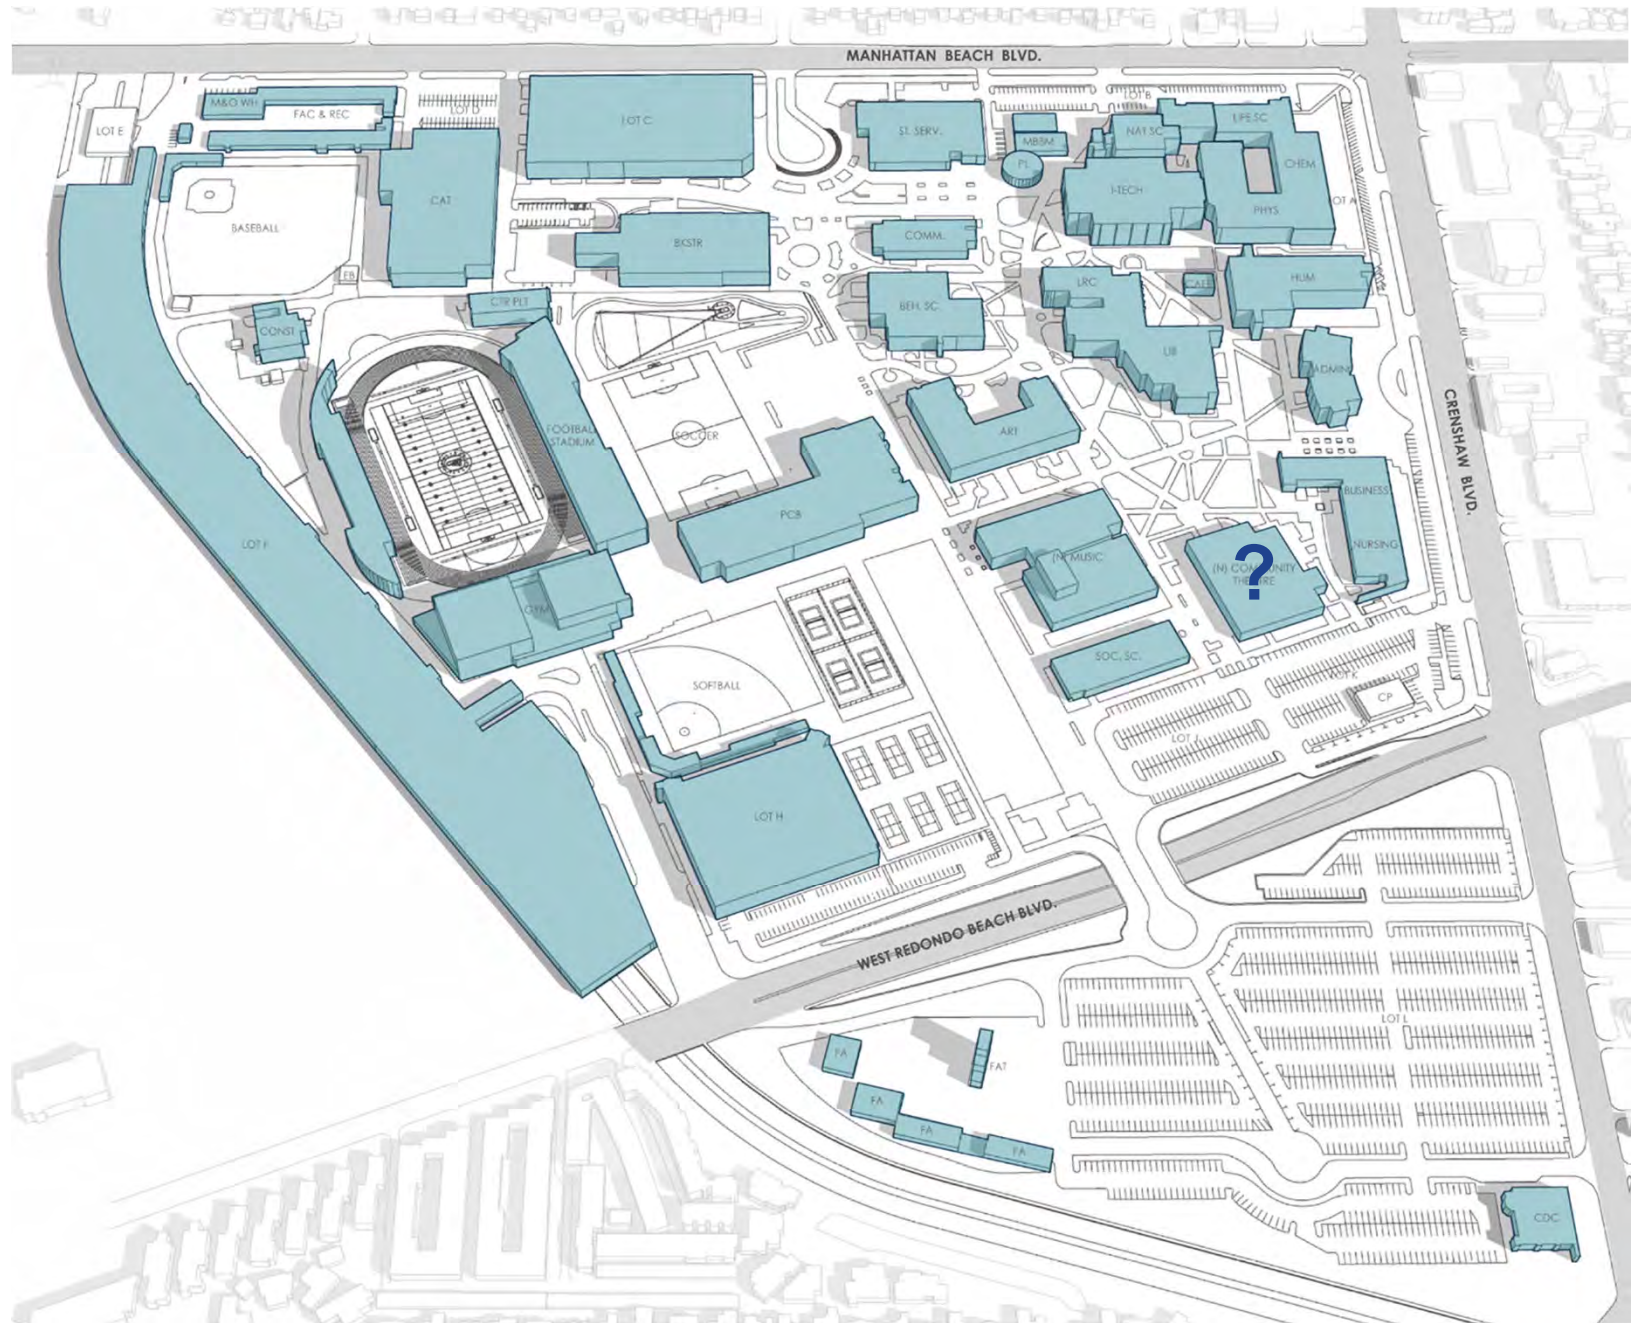 MANHATTAN BEACH BLVD.
M&O WH
FAC & REC
LOT D
LOT E
LOT C
ST. SERV.
LOT B
MBBM
NAT SC
LIFE SC
PL
CHEM
I-TECH
PHYS
LOT A
CAT
BASEBALL
BKSTR
COMM.
FB
LRC
CAFE
HUM
CTR PLT
BEH. SC.
CONST
LIB
ADMIN
CRENSHAW BLVD.
FOOTBALL
STADIUM
SOCCER
ART
BUSINESS
PCB
LOT F
(N) MUSIC
NURSING
(N) COMMUNITY
THEATRE
?
GYM
SOC. SC.
SOFTBALL
LOT K
CP
LOT J
LOT H
WEST REDONDO BEACH BLVD.
LOT L
FA
FAT
FA
FA
FA
CDC